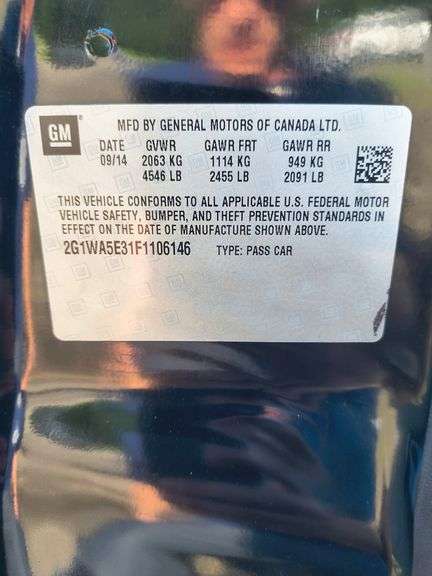 GM
MFD BY GENERAL MOTORS OF CANADA LTD.
DATE GVWR GAWR FRT GAWR RR
09/14 2063 KG 1114 KG 949 KG
4546 LB 2455 LB 2091 LB
THIS VEHICLE CONFORMS TO ALL APPLICABLE U.S. FEDERAL MOTOR
VEHICLE SAFETY, BUMPER, AND THEFT PREVENTION STANDARDS IN
EFFECT ON THE DATE OF MANUFACTURE SHOWN ABOVE.
2G1WA5E31F1106146 TYPE: PASS CAR